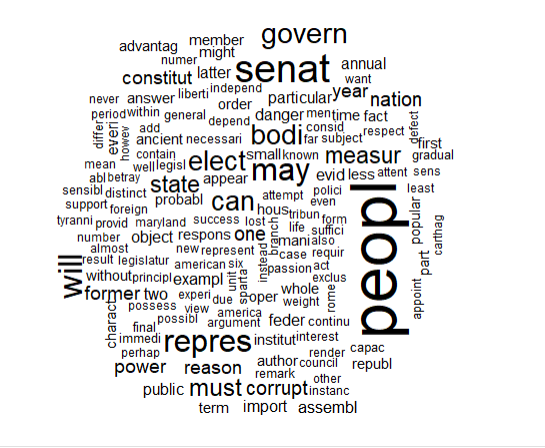 govern
advantag member
numer might
senat
constitut latter annual
want
never answer liberti independ particular year nation
order
period within general depend danger men time fact
differ everi howev add ancient necessari bodi consid far subject respect defect first
mean contain well legisl elect small known measur gradual
abl betray may evid less attent sens
sensibl distinct state appear attempt polici least
support foreign probabl can hous even
tyranni provid maryland success lost tribun form popular
number object respons one branch life suffici carthag
almost new represent mani also
result legislatur case requir part
will american six instead passion act
without principl exampl unit sparta exclus
former two experi due oper whole peopl
possess view weight rome appoint
charact possibl america
final argument feder continu
immedi repres institut interest
perhap render capac
power reason author council republ
remark
public must corrupt other
instanc
term import assembl